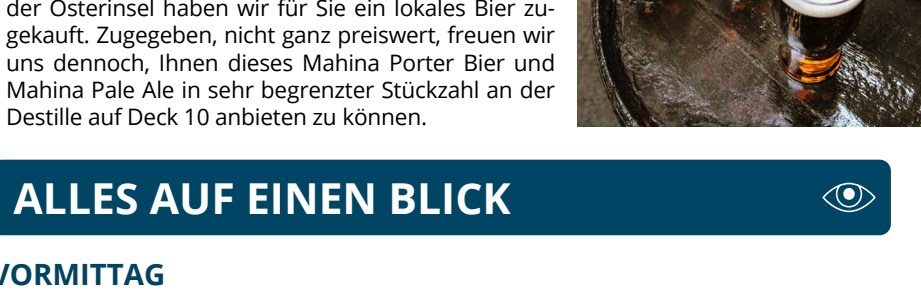 der Osterinsel haben wir für Sie ein lokales Bier zu-
gekauft. Zugegeben, nicht ganz preiswert, freuen wir
uns dennoch, Ihnen dieses Mahina Porter Bier und
Mahina Pale Ale in sehr begrenzter Stückzahl an der
Destille auf Deck 10 anbieten zu können.
ALLES AUF EINEN BLICK
VORMITTAG